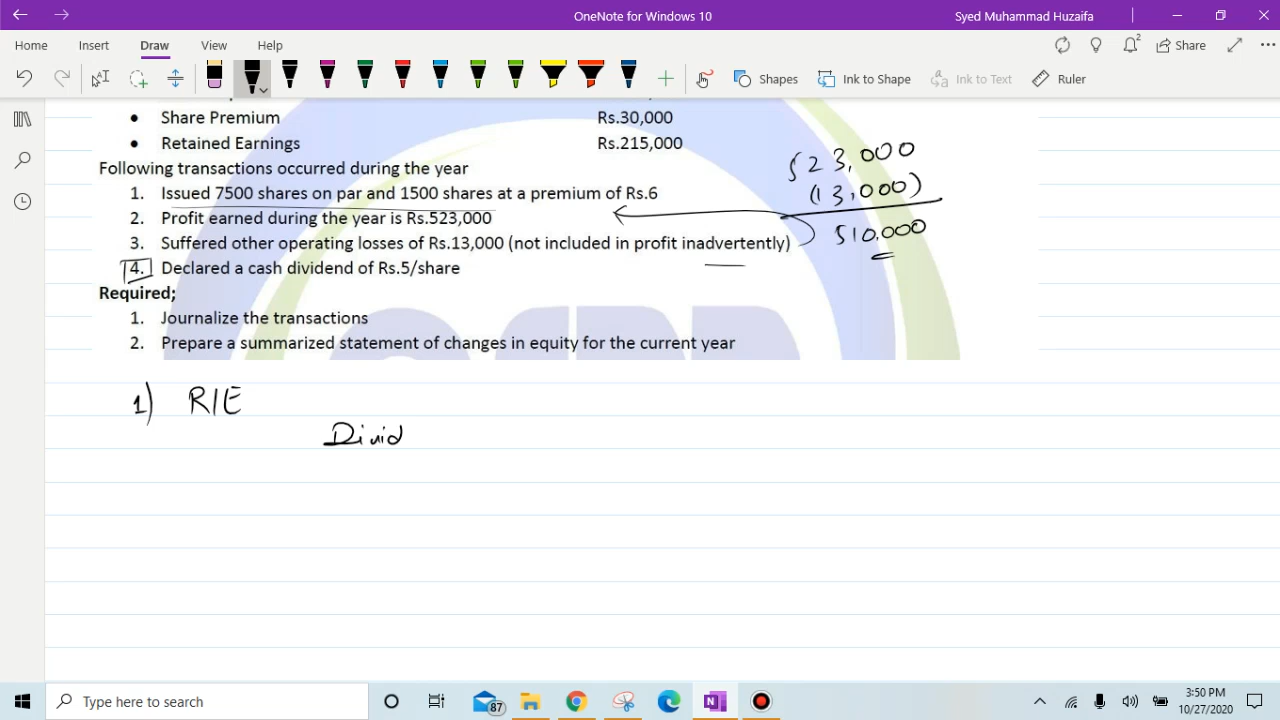 OneNote for Windows 10
Syed Muhammad Huzaifa
Home Insert Draw View Help
2 Share
Shapes Ink to Shape Ink to Text Ruler
• Share Premium Rs.30,000
• Retained Earnings Rs.215,000
Following transactions occurred during the year
1. Issued 7500 shares on par and 1500 shares at a premium of Rs.6
2. Profit earned during the year is Rs.523,000
3. Suffered other operating losses of Rs.13,000 (not included in profit inadvertently)
4. Declared a cash dividend of Rs.5/share
523,000
(13,000)
510,000
Required;
1. Journalize the transactions
2. Prepare a summarized statement of changes in equity for the current year
1) R/E
Divid
Type here to search
87
3:50 PM
10/27/2020